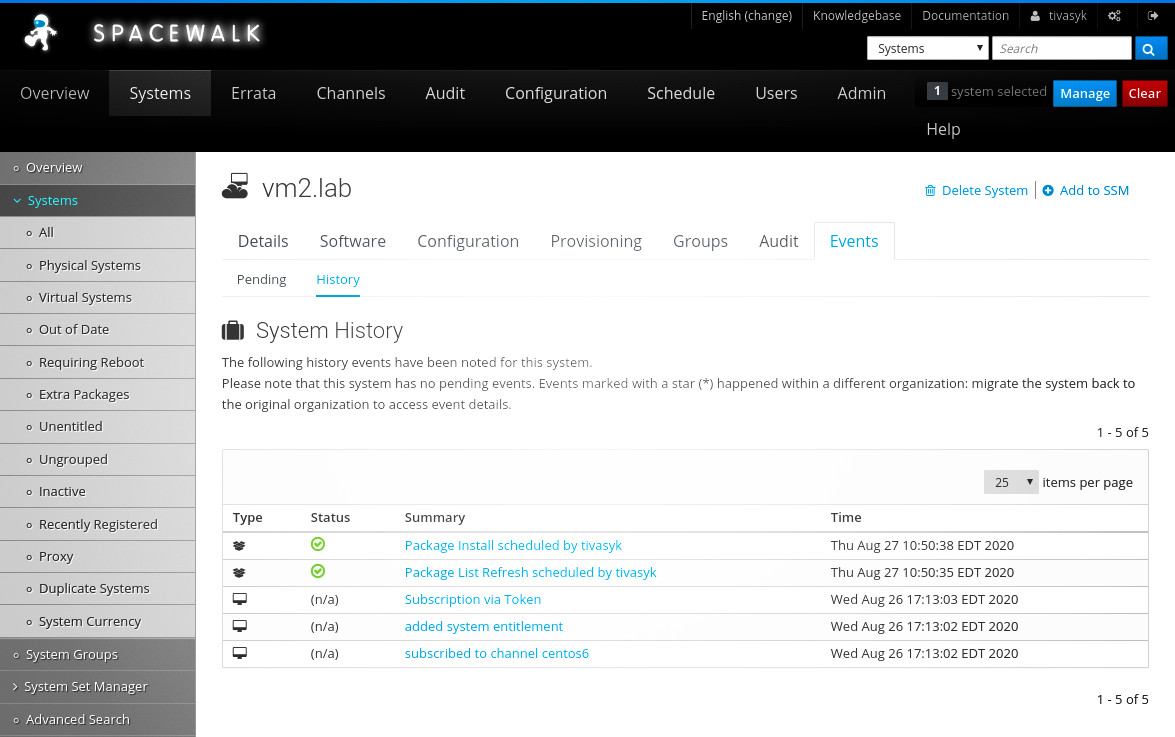 English (change) Knowledgebase Documentation tivasyk
SPACEWALK
Systems Search
Overview Systems Errata Channels Audit Configuration Schedule Users Admin 1 system selected Manage Clear
Help
Overview
Systems
All
Physical Systems
Virtual Systems
Out of Date
Requiring Reboot
Extra Packages
Unentitled
Ungrouped
Inactive
Recently Registered
Proxy
Duplicate Systems
System Currency
System Groups
System Set Manager
Advanced Search
vm2.lab
Delete System Add to SSM
Details Software Configuration Provisioning Groups Audit Events
Pending History
System History
The following history events have been noted for this system.
Please note that this system has no pending events. Events marked with a star (*) happened within a different organization: migrate the system back to
the original organization to access event details.
1 - 5 of 5
25 items per page
Type Status Summary Time
Package Install scheduled by tivasyk Thu Aug 27 10:50:38 EDT 2020
Package List Refresh scheduled by tivasyk Thu Aug 27 10:50:35 EDT 2020
(n/a) Subscription via Token Wed Aug 26 17:13:03 EDT 2020
(n/a) added system entitlement Wed Aug 26 17:13:02 EDT 2020
(n/a) subscribed to channel centos6 Wed Aug 26 17:13:02 EDT 2020
1 - 5 of 5